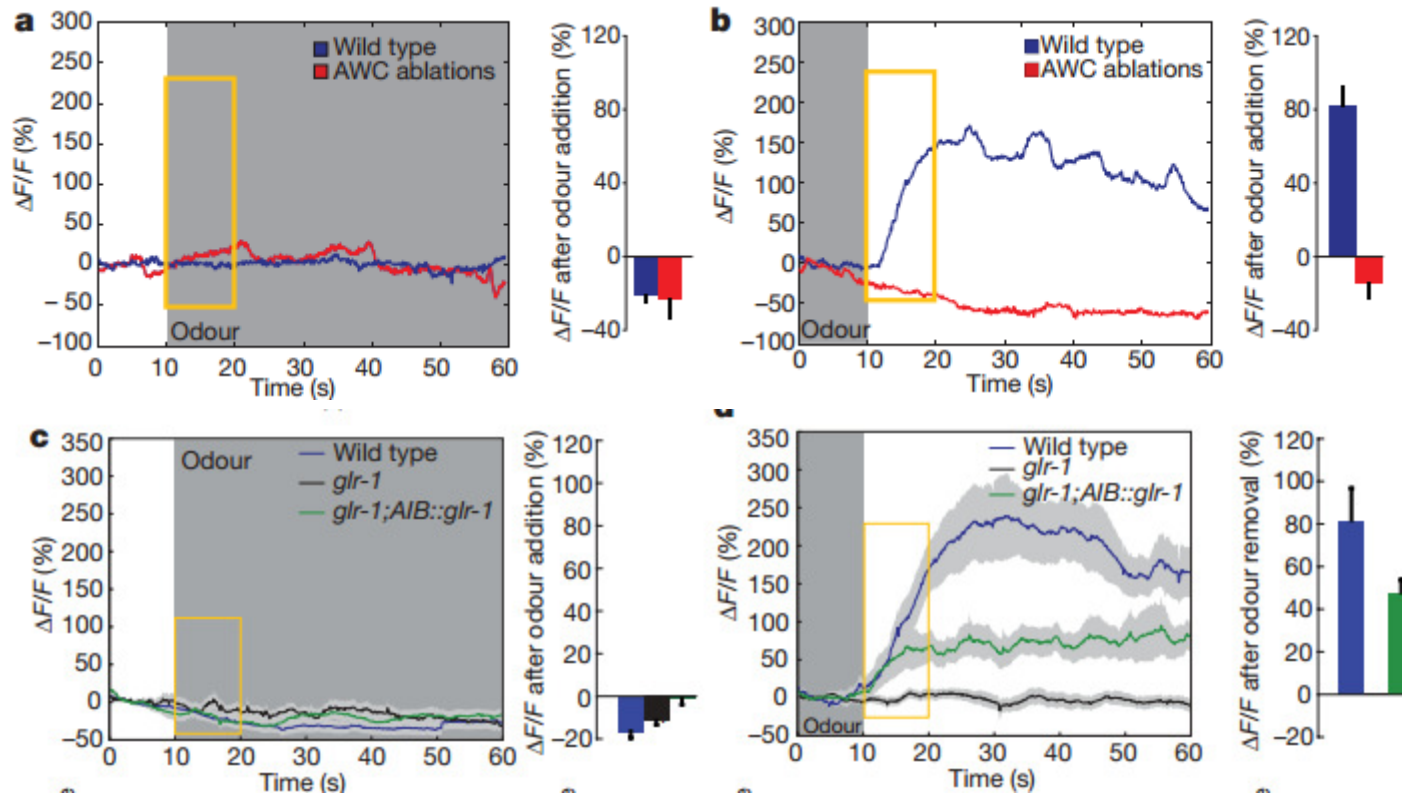 a
300
250
200
150
100
50
0
−50
−100
0 10 20 30 40 50 60
ΔF/F (%)
Time (s)
Wild type
AWC ablations
Odour
ΔF/F after odour addition (%)
120
80
40
0
−40
b
300
250
200
150
100
50
0
−50
−100
0 10 20 30 40 50 60
ΔF/F (%)
Time (s)
Wild type
AWC ablations
Odour
ΔF/F after odour addition (%)
120
80
40
0
−40
c
350
300
250
200
150
100
50
0
−50
0 10 20 30 40 50 60
ΔF/F (%)
Time (s)
Odour
Wild type
glr-1
glr-1;AIB::glr-1
ΔF/F after odour addition (%)
120
100
80
60
40
20
0
−20
d
350
300
250
200
150
100
50
0
−50
0 10 20 30 40 50 60
ΔF/F (%)
Time (s)
Wild type
glr-1
glr-1;AIB::glr-1
Odour
ΔF/F after odour removal (%)
120
100
80
60
40
20
0
−20